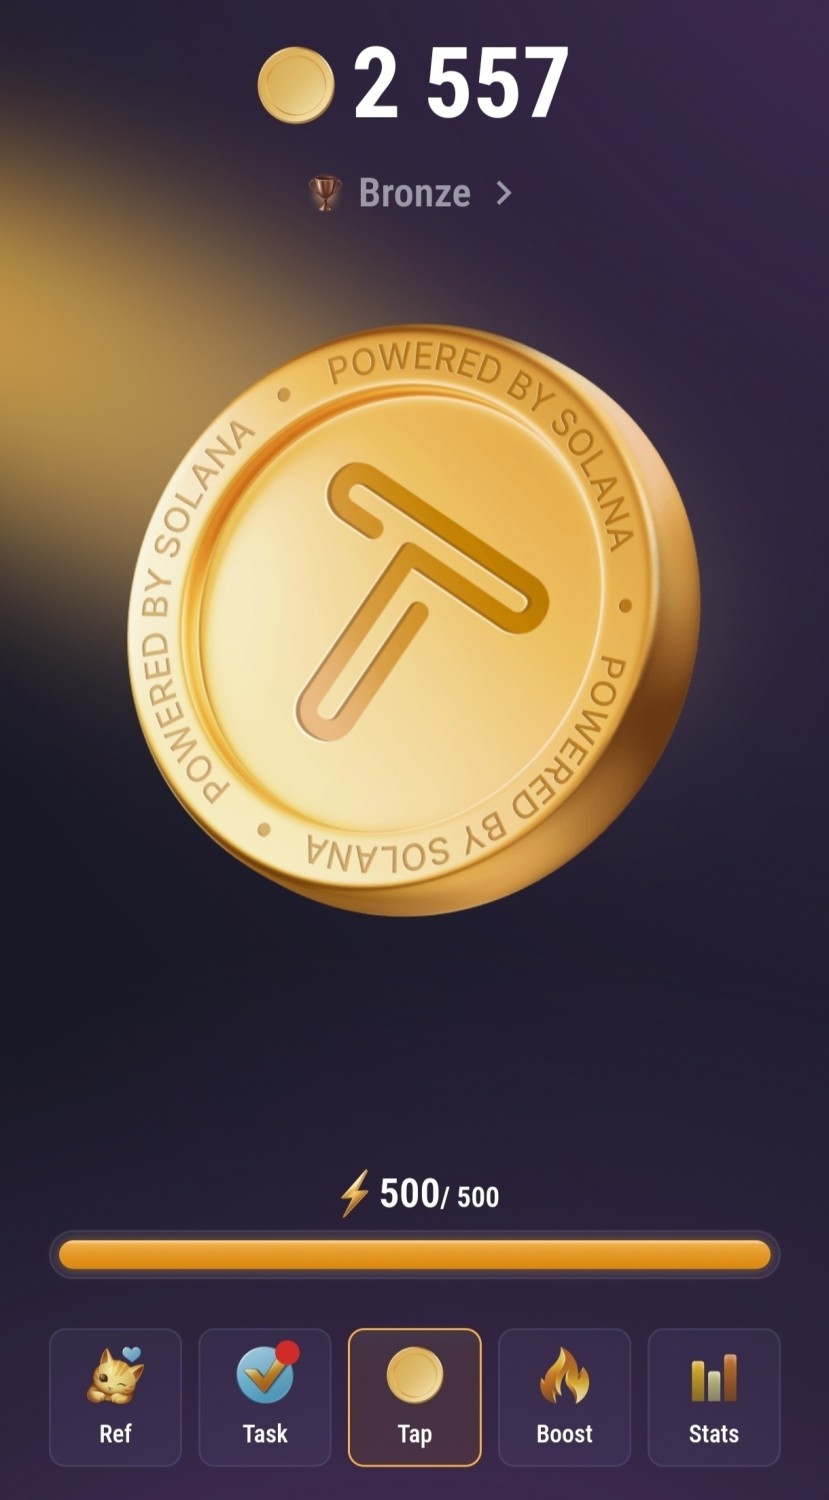 2 557
Bronze
POWERED BY SOLANA
POWERED BY SOLANA
POWERED BY SOLANA
T
500/ 500
Ref
Task
Tap
Boost
Stats